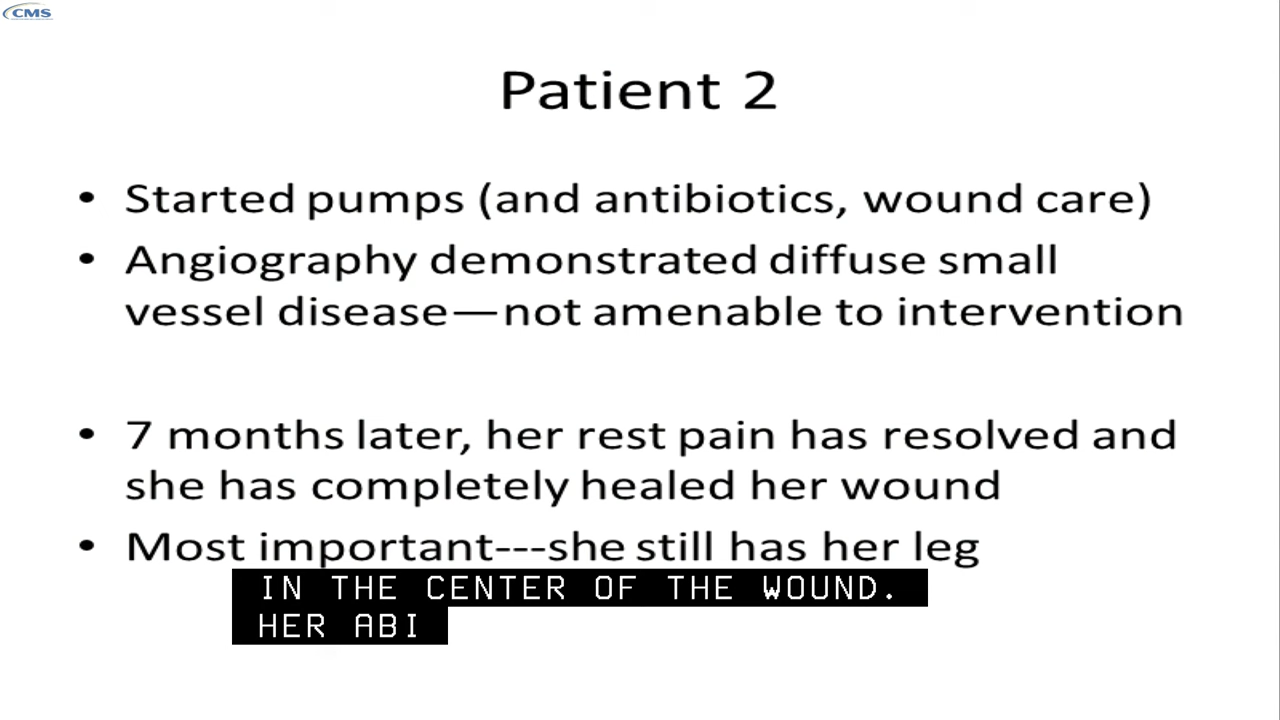 CMS
Patient 2
• Started pumps (and antibiotics, wound care)
• Angiography demonstrated diffuse small
vessel disease—not amenable to intervention
• 7 months later, her rest pain has resolved and
she has completely healed her wound
• Most important---she still has her leg
IN THE CENTER OF THE WOUND.
HER ABI